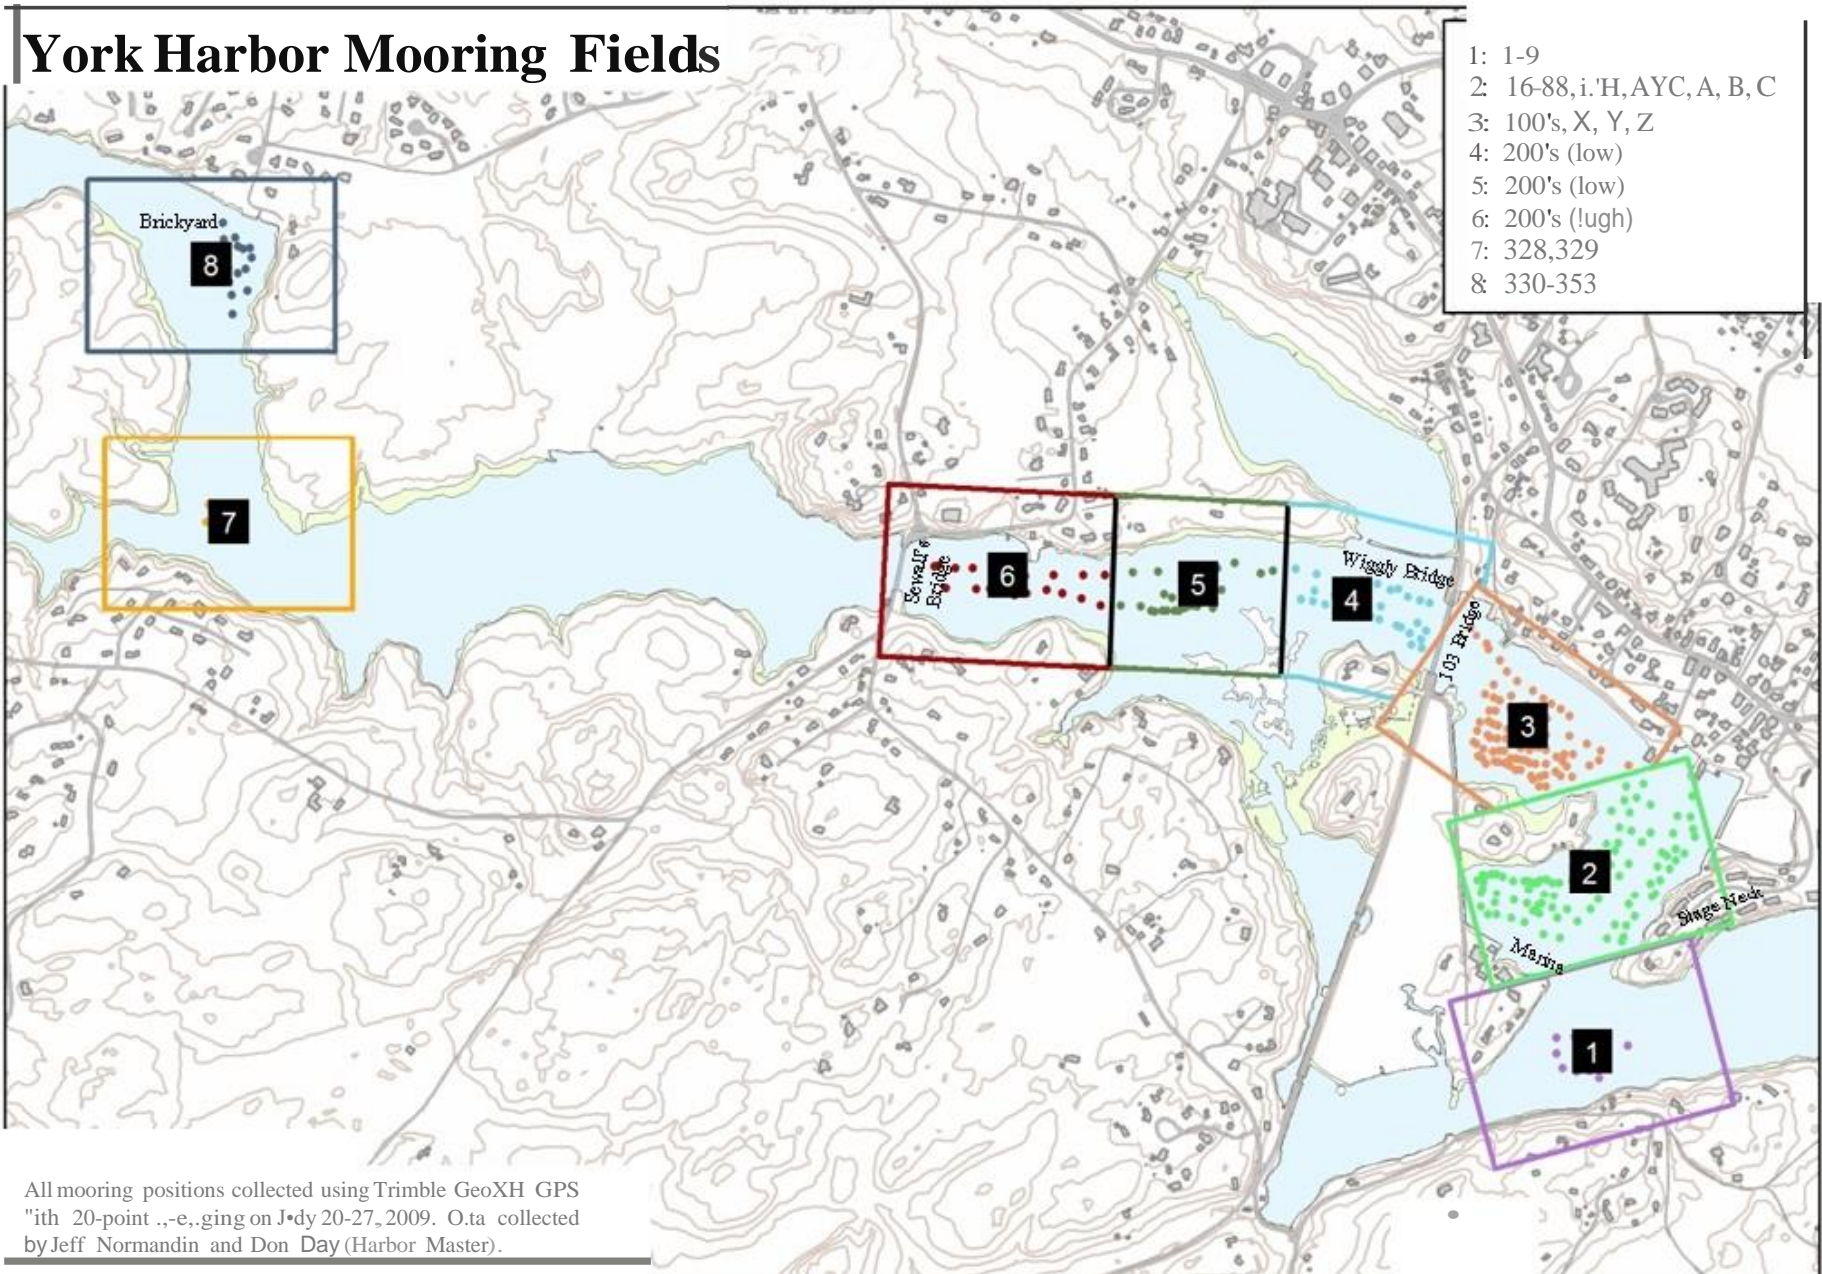 York Harbor Mooring Fields
1: 1-9
2: 16-88, i.'H, AYC, A, B, C
3: 100's, X, Y, Z
4: 200's (low)
5: 200's (low)
6: 200's (!ugh)
7: 328,329
8: 330-353
Brickyard
8
7
Bridge
6
5
Wiggly Bridge
4
103 Bridge
3
2
Stage Neck
Marina
1
All mooring positions collected using Trimble GeoXH GPS
"ith 20-point .,-e,.ging on J•dy 20-27, 2009. O.ta collected
by Jeff Normandin and Don Day (Harbor Master).